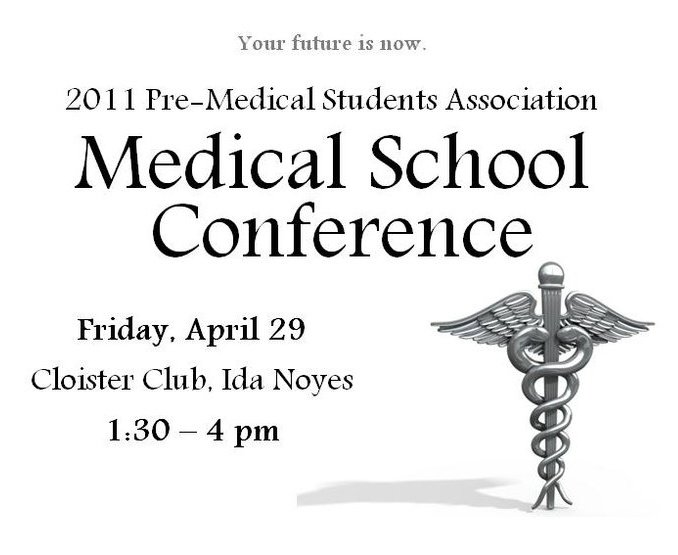 Your future is now.
2011 Pre-Medical Students Association
Medical School
Conference
Friday, April 29
Cloister Club, Ida Noyes
1:30 – 4 pm